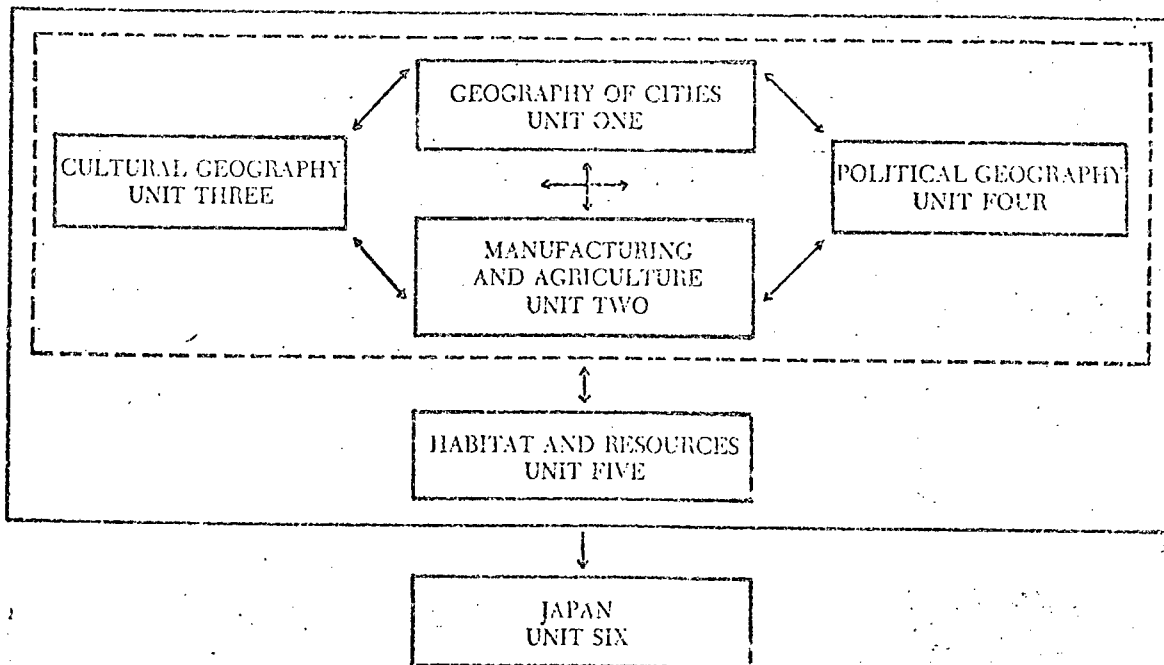 GEOGRAPHY OF CITIES
UNIT ONE
CULTURAL GEOGRAPHY
UNIT THREE
POLITICAL GEOGRAPHY
UNIT FOUR
MANUFACTURING
AND AGRICULTURE
UNIT TWO
HABITAT AND RESOURCES
UNIT FIVE
JAPAN
UNIT SIX